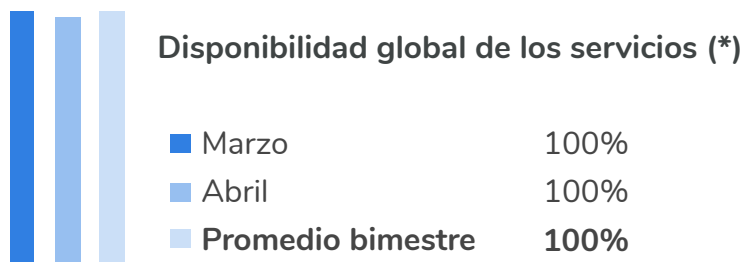 Disponibilidad global de los servicios (*)
Marzo 100%
Abril 100%
Promedio bimestre 100%